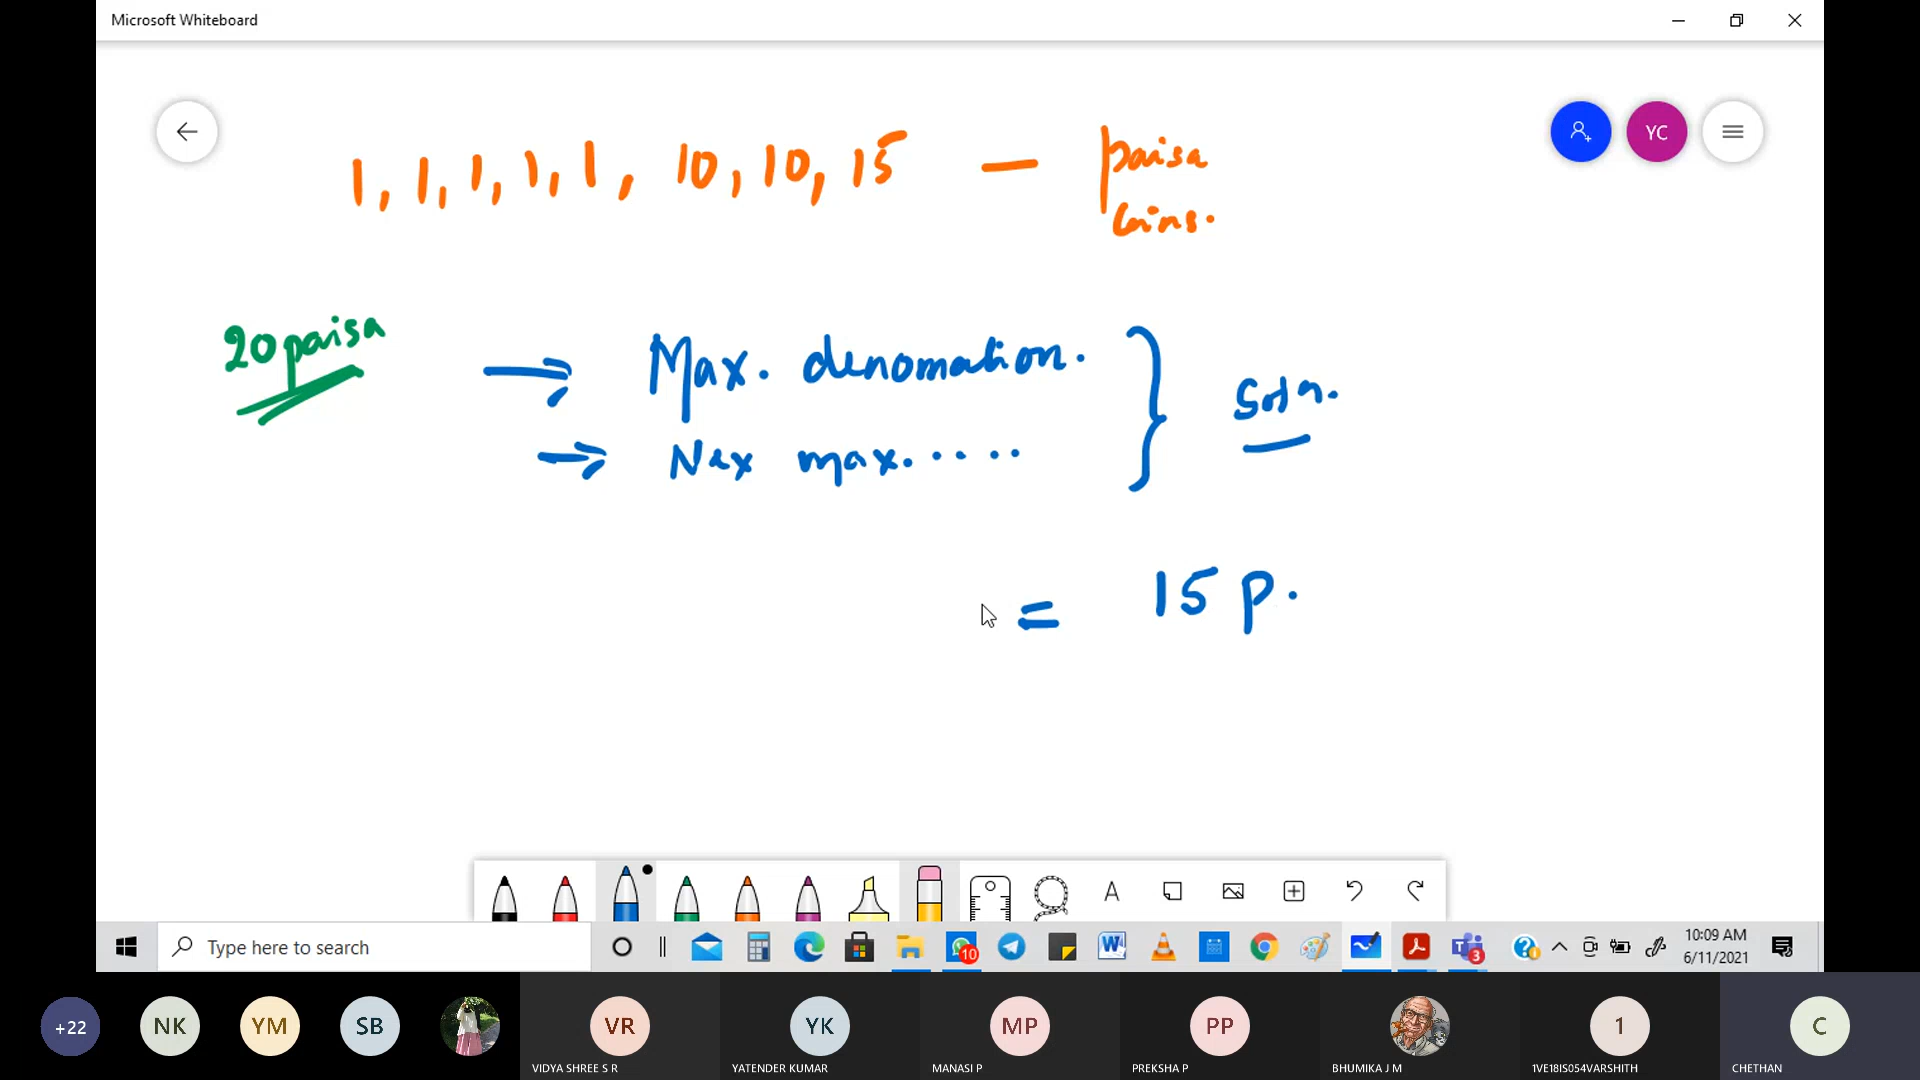 Microsoft Whiteboard
YC
1, 1, 1, 1, 1, 10, 10, 15 — paisa
coins.
20 paisa
→ Max. denomation.
→ Nex max. . . . . .
Soln.
= 15 p.
A
Type here to search
10
3
10:09 AM
6/11/2021
+22
NK
YM
SB
VR
YK
MP
PP
1
C
VIDYA SHREE S R
YATENDER KUMAR
MANASI P
PREKSHA P
BHUMIKA J M
1VE18IS054VARSHITH
CHETHAN